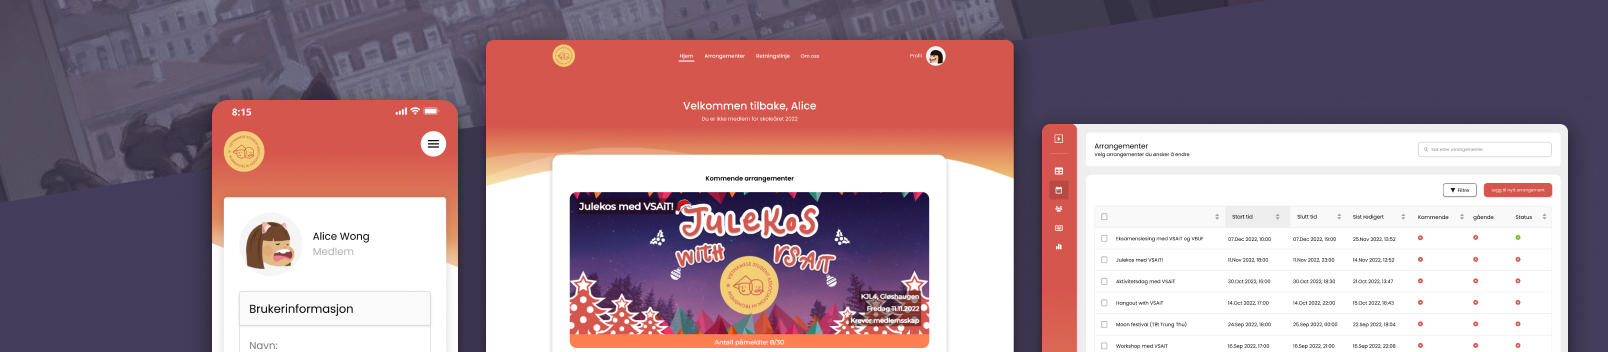 8:15
Alice Wong
Medlem
Brukerinformasjon
Navn:
Hjem Arrangementer Retningslinje Om oss Profil
Velkommen tilbake, Alice
Du er ikke medlem for skoleåret 2022
Kommende arrangementer
Julekos med VSAiT!
JULEKOS
WITH VSAiT
KJL4, Gløshaugen
Fredag 11.11.2022
Krever medlemsskap
Antall påmeldte: 8/30
Arrangementer
Velg arrangementer du ønsker å endre
Søk etter arrangementer
Filtre Legg til nytt arrangement
Start tid Slutt tid Sist redigert Kommende gående Status
Eksamenslesing med VSAiT og VBUF 07.Dec 2022, 10:00 07.Dec 2022, 19:00 25.Nov 2022, 13:52
Julekos med VSAiT! 11.Nov 2022, 18:00 11.Nov 2022, 23:00 14.Nov 2022, 12:52
Aktivitetsdag med VSAiT 30.Oct 2022, 16:00 30.Oct 2022, 18:30 21.Oct 2022, 13:47
Hangout with VSAiT 14.Oct 2022, 17:00 14.Oct 2022, 22:00 15.Oct 2022, 16:43
Moon festival (Tết Trung Thu) 24.Sep 2022, 18:00 25.Sep 2022, 00:00 22.Sep 2022, 18:04
Workshop med VSAiT 16.Sep 2022, 17:00 16.Sep 2022, 21:00 16.Sep 2022, 22:08